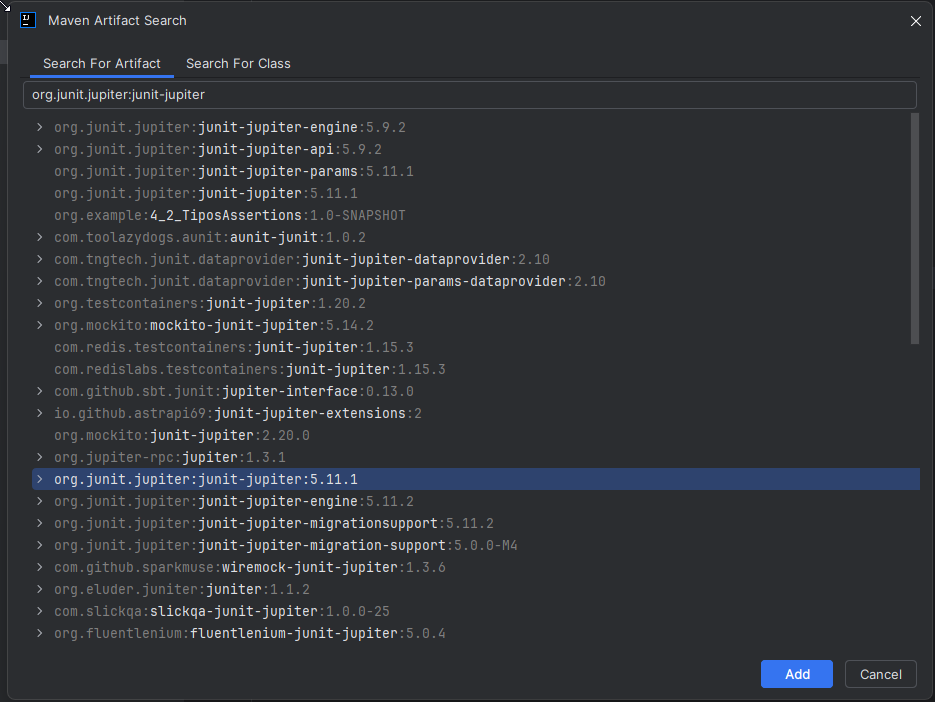 Maven Artifact Search
Search For Artifact Search For Class
org.junit.jupiter:junit-jupiter
org.junit.jupiter:junit-jupiter-engine:5.9.2
org.junit.jupiter:junit-jupiter-api:5.9.2
org.junit.jupiter:junit-jupiter-params:5.11.1
org.junit.jupiter:junit-jupiter:5.11.1
org.example:4_2_TiposAssertions:1.0-SNAPSHOT
com.toolazydogs.aunit:aunit-junit:1.0.2
com.tngtech.junit.dataprovider:junit-jupiter-dataprovider:2.10
com.tngtech.junit.dataprovider:junit-jupiter-params-dataprovider:2.10
org.testcontainers:junit-jupiter:1.20.2
org.mockito:mockito-junit-jupiter:5.14.2
com.redis.testcontainers:junit-jupiter:1.15.3
com.redislabs.testcontainers:junit-jupiter:1.15.3
com.github.sbt.junit:jupiter-interface:0.13.0
io.github.astrapi69:junit-jupiter-extensions:2
org.mockito:junit-jupiter:2.20.0
org.jupiter-rpc:jupiter:1.3.1
org.junit.jupiter:junit-jupiter:5.11.1
org.junit.jupiter:junit-jupiter-engine:5.11.2
org.junit.jupiter:junit-jupiter-migrationsupport:5.11.2
org.junit.jupiter:junit-jupiter-migration-support:5.0.0-M4
com.github.sparkmuse:wiremock-junit-jupiter:1.3.6
org.eluder.juniter:juniter:1.1.2
com.slickqa:slickqa-junit-jupiter:1.0.0-25
org.fluentlenium:fluentlenium-junit-jupiter:5.0.4
Add Cancel